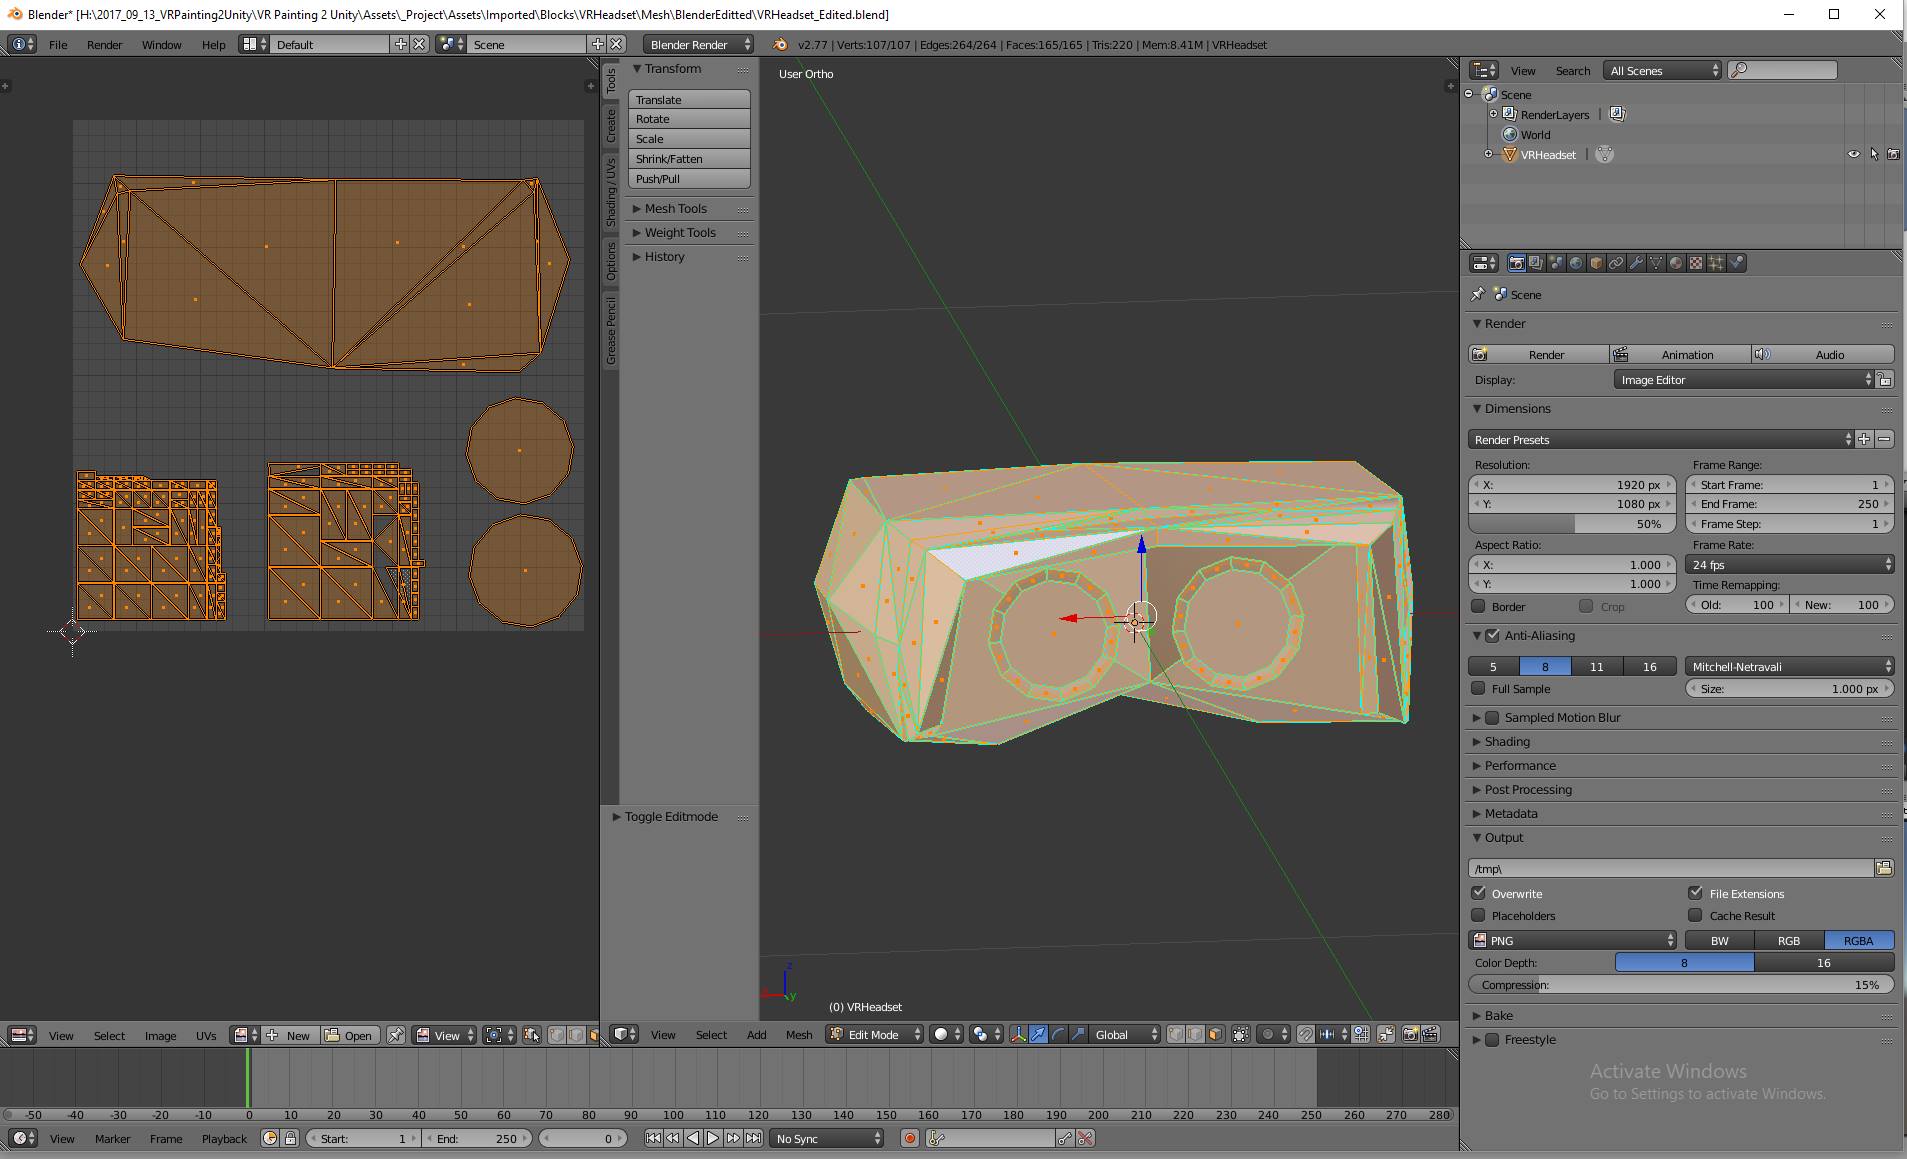 Blender* [H:\2017_09_13_VRPainting2Unity\VR Painting 2 Unity\Assets\_Project\Assets\Imported\Blocks\VRHeadset\Mesh\BlenderEditted\VRHeadset_Edited.blend]
File Render Window Help Default Scene Blender Render v2.77 | Verts:107/107 | Edges:264/264 | Faces:165/165 | Tris:220 | Mem:8.41M | VRHeadset
Tools
Create
Shading / UVs
Options
Grease Pencil
Transform
Translate
Rotate
Scale
Shrink/Fatten
Push/Pull
Mesh Tools
Weight Tools
History
Toggle Editmode
User Ortho
z
y
(0) VRHeadset
View Search All Scenes
Scene
RenderLayers |
World
VRHeadset |
Scene
Render
Render Animation Audio
Display: Image Editor
Dimensions
Render Presets
Resolution: Frame Range:
X: 1920 px Start Frame: 1
Y: 1080 px End Frame: 250
50% Frame Step: 1
Aspect Ratio: Frame Rate:
X: 1.000 24 fps
Y: 1.000 Time Remapping:
Border Crop Old: 100 New: 100
Anti-Aliasing
5 8 11 16 Mitchell-Netravali
Full Sample Size: 1.000 px
Sampled Motion Blur
Shading
Performance
Post Processing
Metadata
Output
/tmp\
Overwrite File Extensions
Placeholders Cache Result
PNG BW RGB RGBA
Color Depth: 8 16
Compression: 15%
Bake
Freestyle
Activate Windows
Go to Settings to activate Windows.
View Select Image UVs New Open View
View Select Add Mesh Edit Mode Global
-50 -40 -30 -20 -10 0 10 20 30 40 50 60 70 80 90 100 110 120 130 140 150 160 170 180 190 200 210 220 230 240 250 260 270 280
View Marker Frame Playback Start: 1 End: 250 0 No Sync